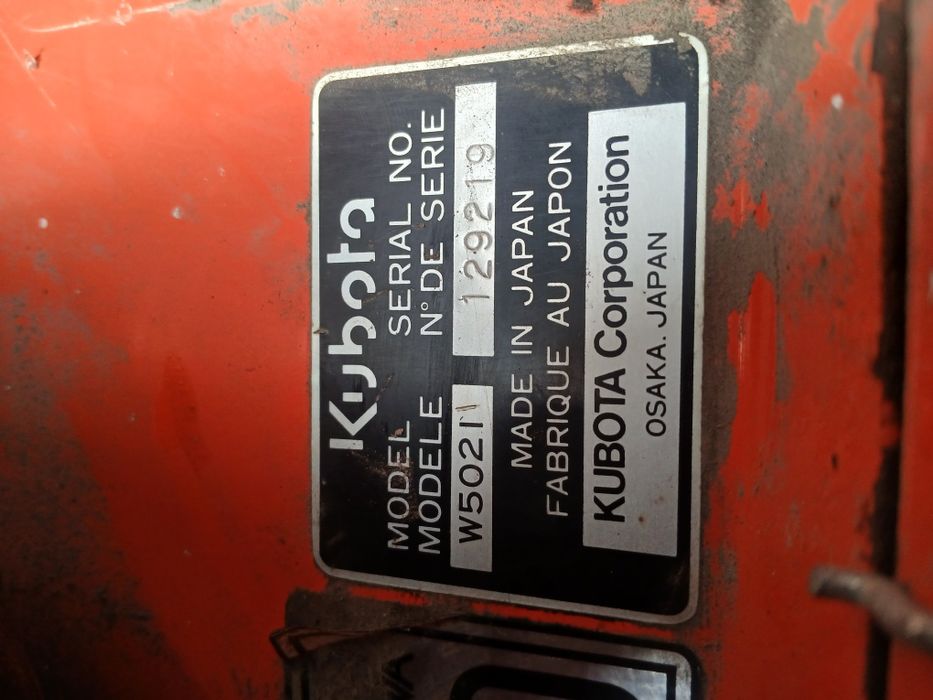 Kubota
MODEL SERIAL NO.
MODELE N° DE SERIE
W5021 129219
MADE IN JAPAN
FABRIQUE AU JAPON
KUBOTA Corporation
OSAKA. JAPAN